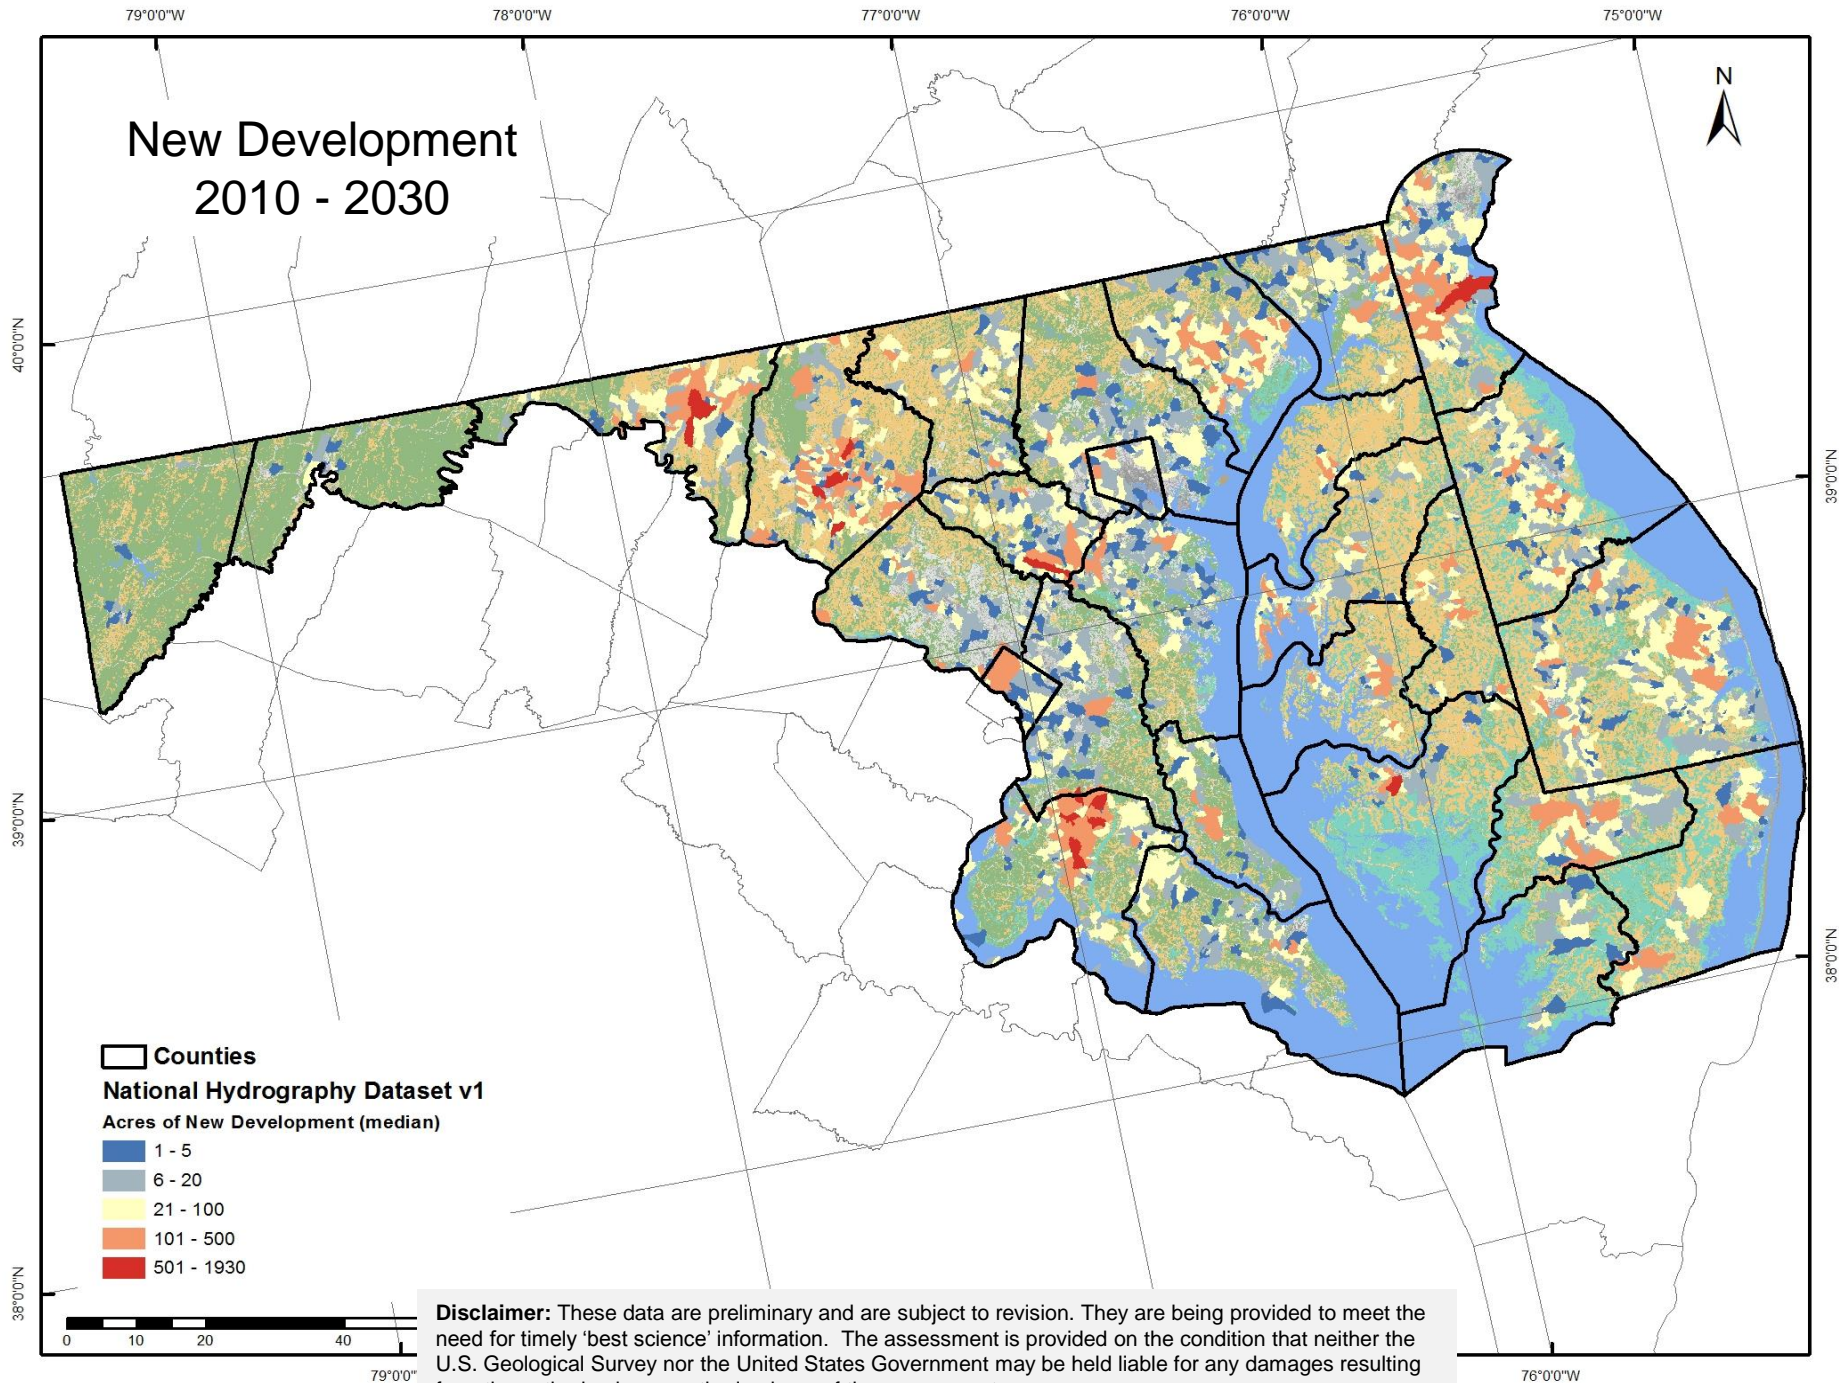 79°0'0"W 78°0'0"W 77°0'0"W 76°0'0"W 75°0'0"W
N
New Development
2010 - 2030
40°0'0"N
39°0'0"N
39°0'0"N
38°0'0"N
38°0'0"N
Counties
National Hydrography Dataset v1
Acres of New Development (median)
1 - 5
6 - 20
21 - 100
101 - 500
501 - 1930
0 10 20 40
Disclaimer: These data are preliminary and are subject to revision. They are being provided to meet the
need for timely ‘best science’ information. The assessment is provided on the condition that neither the
U.S. Geological Survey nor the United States Government may be held liable for any damages resulting
79°0'0" 76°0'0"W